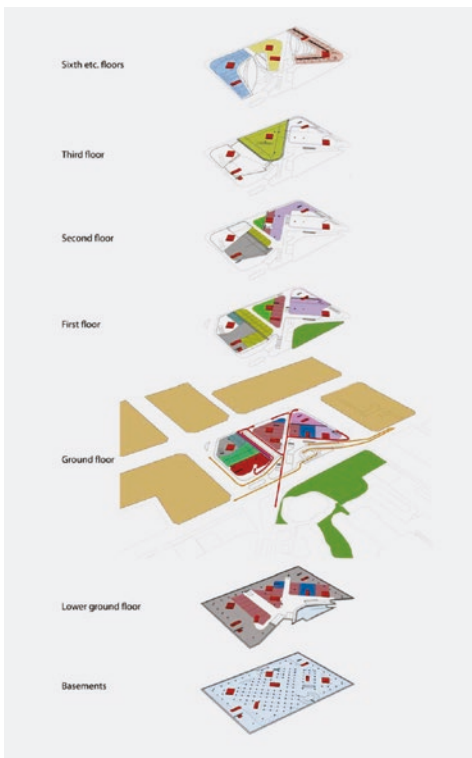 Sixth etc. floors
Third floor
Second floor
First floor
Ground floor
Lower ground floor
Basements